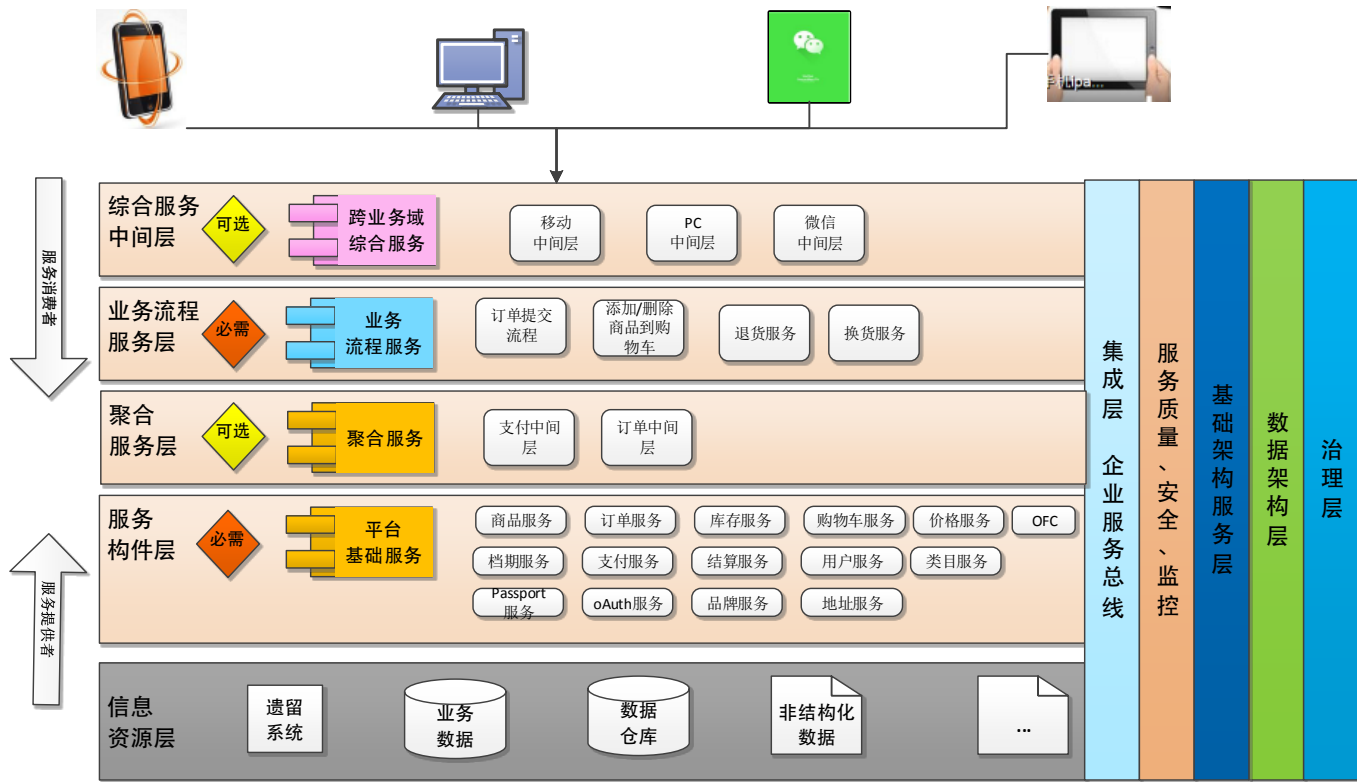 手机ipa...
综合服务
中间层
可选
跨业务域
综合服务
移动
中间层
PC
中间层
微信
中间层
服务消费者
业务流程
服务层
必需
业务
流程服务
订单提交
流程
添加/删除
商品到购
物车
退货服务
换货服务
聚合
服务层
可选
聚合服务
支付中间
层
订单中间
层
服务
构件层
必需
平台
基础服务
商品服务
订单服务
库存服务
购物车服务
价格服务
OFC
档期服务
支付服务
结算服务
用户服务
类目服务
Passport
服务
oAuth服务
品牌服务
地址服务
服务提供者
信息
资源层
遗留
系统
业务
数据
数据
仓库
非结构化
数据
...
集成层 企业服务总线
服务质量、安全、监控
基础架构服务层
数据架构层
治理层